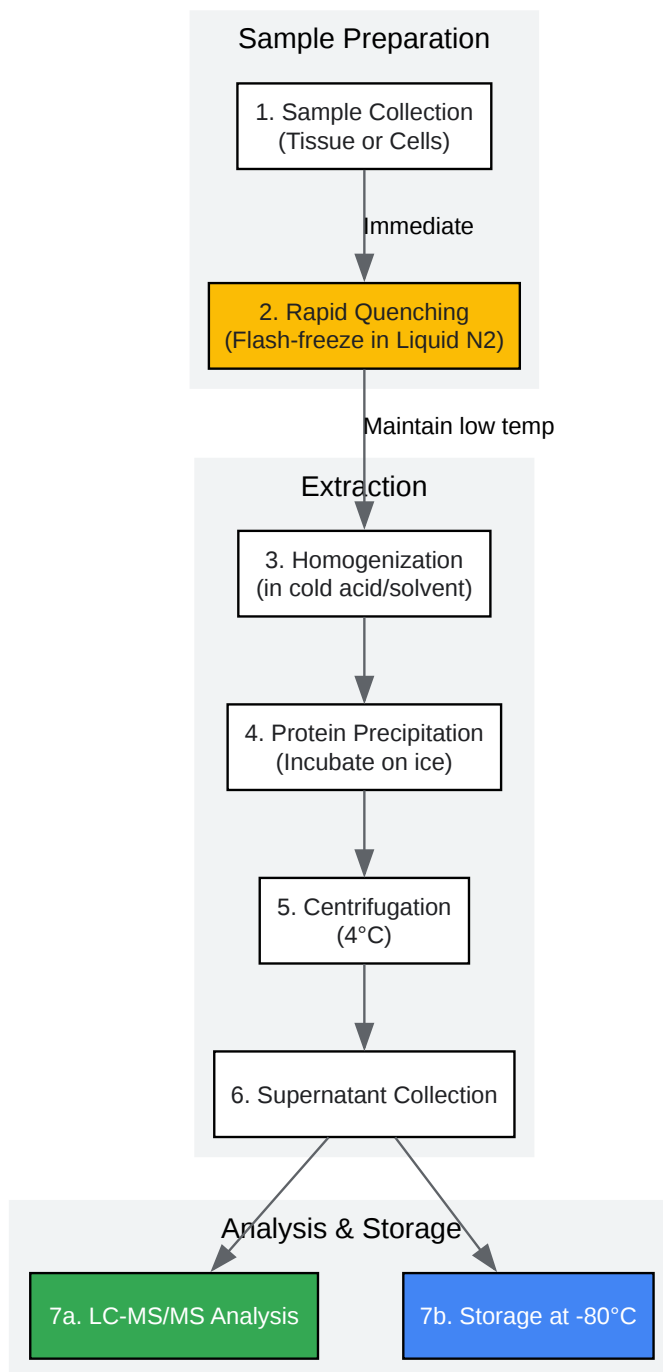 Sample Preparation
1. Sample Collection
(Tissue or Cells)
Immediate
2. Rapid Quenching
(Flash-freeze in Liquid N2)
Maintain low temp
Extraction
3. Homogenization
(in cold acid/solvent)
4. Protein Precipitation
(Incubate on ice)
5. Centrifugation
(4°C)
6. Supernatant Collection
Analysis & Storage
7a. LC-MS/MS Analysis
7b. Storage at -80°C